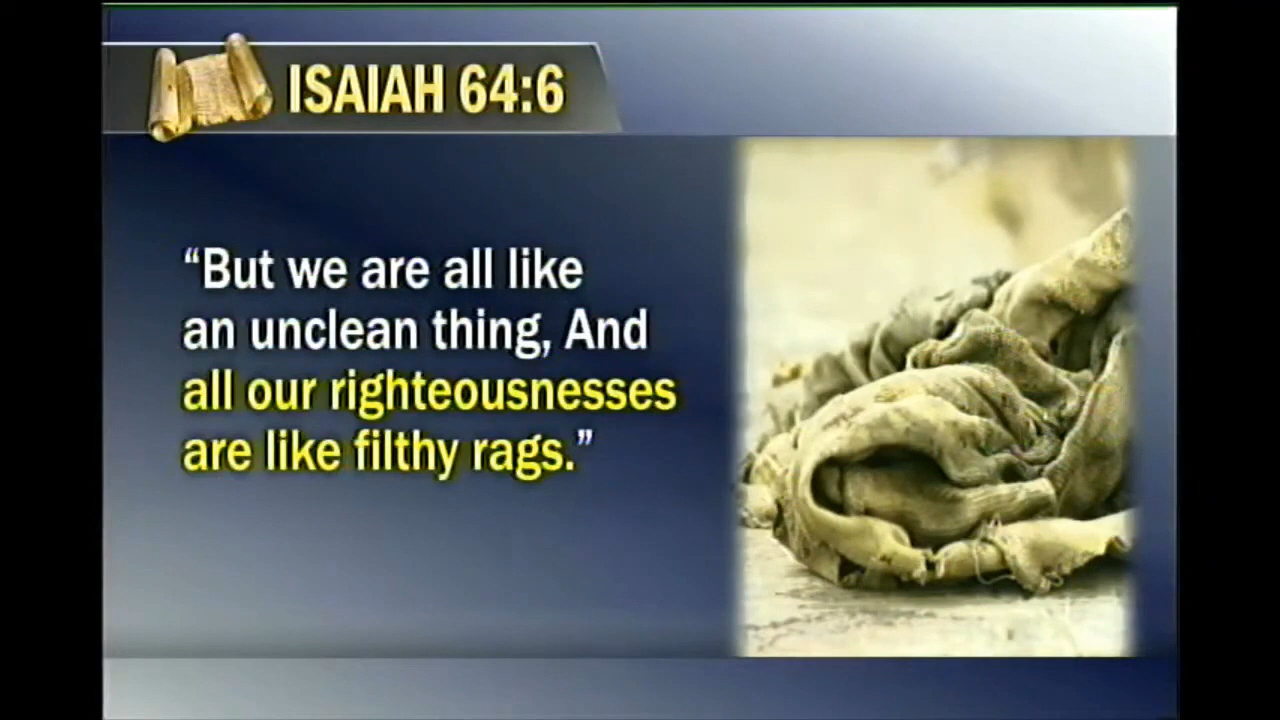 ISAIAH 64:6
“But we are all like
an unclean thing, And
all our righteousnesses
are like filthy rags.”